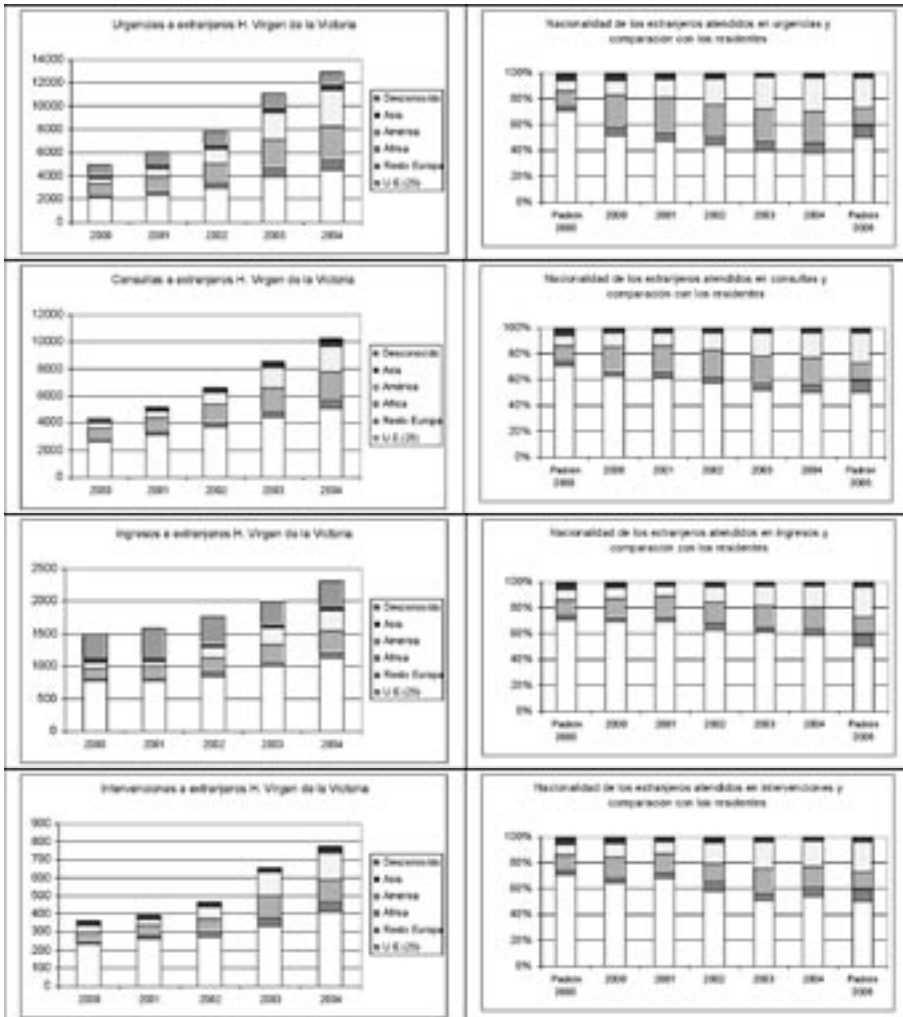 Urgencias a extranjeros H. Virgen de la Victoria
14000
12000
10000
8000
6000
4000
2000
0
2000
2001
2002
2003
2004
Desconocido
Asia
América
Africa
Resto Europa
U.E.(25)
Nacionalidad de los extranjeros atendidos en urgencias y
comparación con los residentes
100%
80%
60%
40%
20%
0%
Padrón
2000
2000
2001
2002
2003
2004
Padrón
2005
Consultas a extranjeros H. Virgen de la Victoria
12000
10000
8000
6000
4000
2000
0
2000
2001
2002
2003
2004
Desconocido
Asia
América
Africa
Resto Europa
U.E.(25)
Nacionalidad de los extranjeros atendidos en consultas y
comparación con los residentes
100%
80%
60%
40%
20%
0%
Padrón
2000
2000
2001
2002
2003
2004
Padrón
2005
Ingresos a extranjeros H. Virgen de la Victoria
2500
2000
1500
1000
500
0
2000
2001
2002
2003
2004
Desconocido
Asia
América
Africa
Resto Europa
U.E.(25)
Nacionalidad de los extranjeros atendidos en ingresos y
comparación con los residentes
100%
80%
60%
40%
20%
0%
Padrón
2000
2000
2001
2002
2003
2004
Padrón
2005
Intervenciones a extranjeros H. Virgen de la Victoria
900
800
700
600
500
400
300
200
100
0
2000
2001
2002
2003
2004
Desconocido
Asia
América
Africa
Resto Europa
U.E.(25)
Nacionalidad de los extranjeros atendidos en intervenciones y
comparación con los residentes
100%
80%
60%
40%
20%
0%
Padrón
2000
2000
2001
2002
2003
2004
Padrón
2005